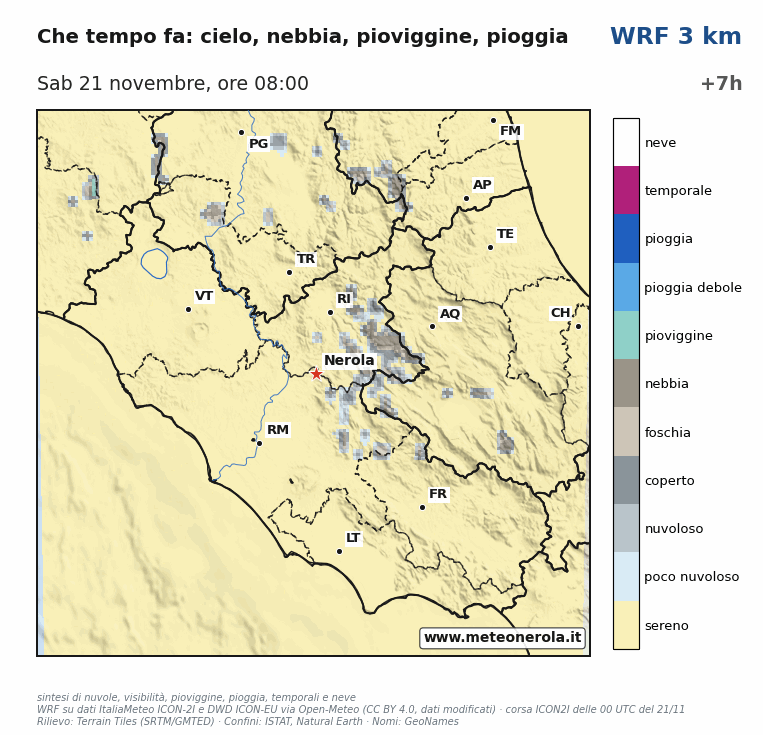 Che tempo fa: cielo, nebbia, pioviggine, pioggia
WRF 3 km
Sab 21 novembre, ore 08:00
+7h
FM
PG
AP
TE
TR
VT
RI
AQ
CH
Nerola
RM
FR
LT
www.meteonerola.it
neve
temporale
pioggia
pioggia debole
pioviggine
nebbia
foschia
coperto
nuvoloso
poco nuvoloso
sereno
sintesi di nuvole, visibilità, pioviggine, pioggia, temporali e neve
WRF su dati ItaliaMeteo ICON-2I e DWD ICON-EU via Open-Meteo (CC BY 4.0, dati modificati) · corsa ICON2I delle 00 UTC del 21/11
Rilievo: Terrain Tiles (SRTM/GMTED) · Confini: ISTAT, Natural Earth · Nomi: GeoNames